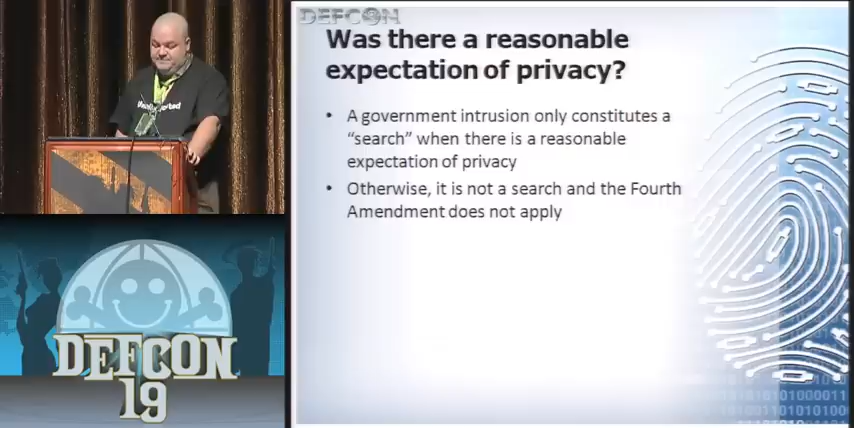 DEFCON
Was there a reasonable
expectation of privacy?
• A government intrusion only constitutes a
“search” when there is a reasonable
expectation of privacy
• Otherwise, it is not a search and the Fourth
Amendment does not apply
DEFCON
19